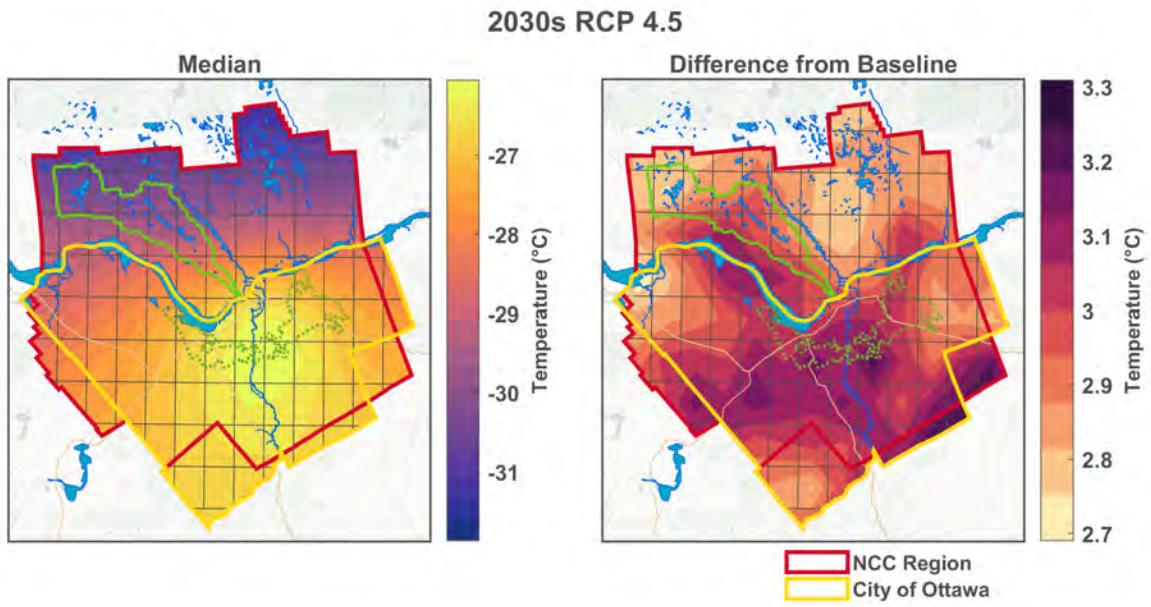 2030s RCP 4.5
Median
Difference from Baseline
-27
-28
-29
-30
-31
Temperature (°C)
3.3
3.2
3.1
3
2.9
2.8
2.7
Temperature (°C)
NCC Region
City of Ottawa